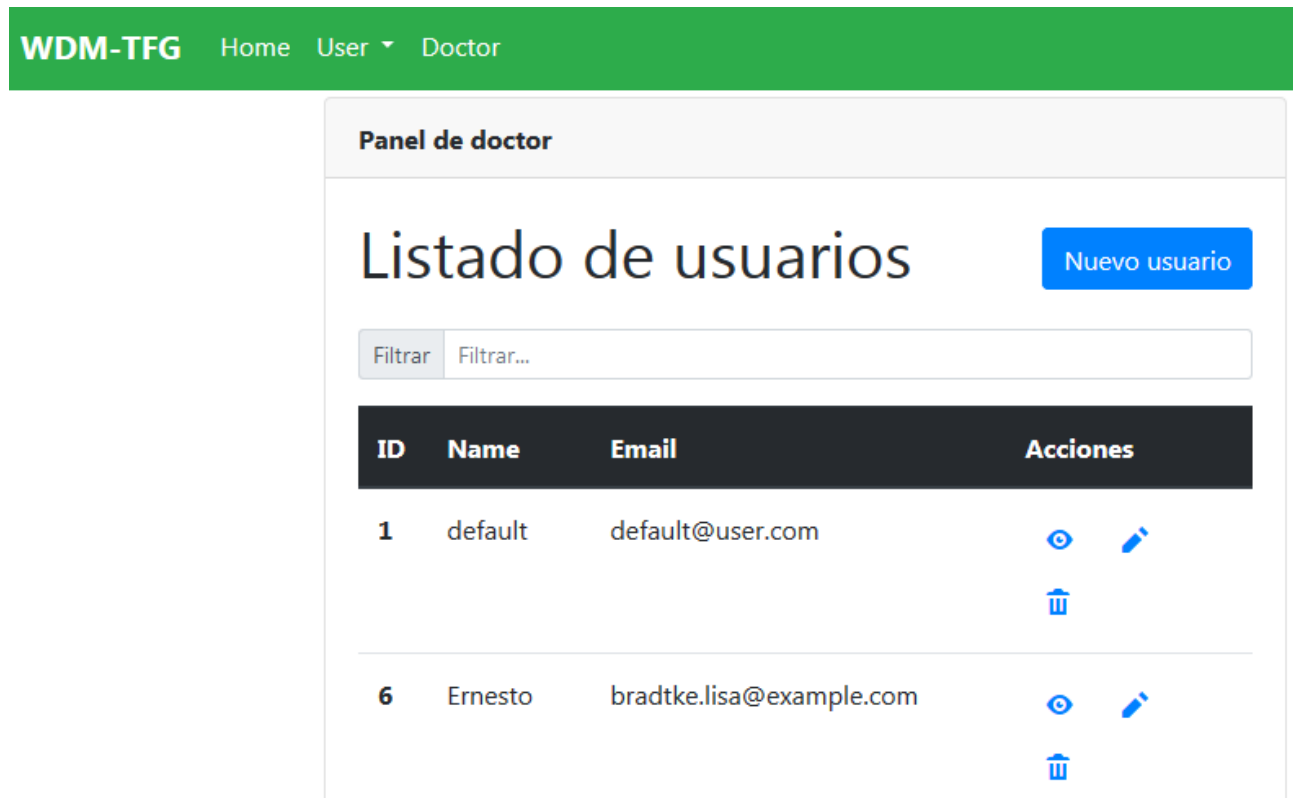 WDM-TFG Home User Doctor
Panel de doctor
Listado de usuarios Nuevo usuario
Filtrar Filtrar...
ID Name Email Acciones
1 default default@user.com
6 Ernesto bradtke.lisa@example.com